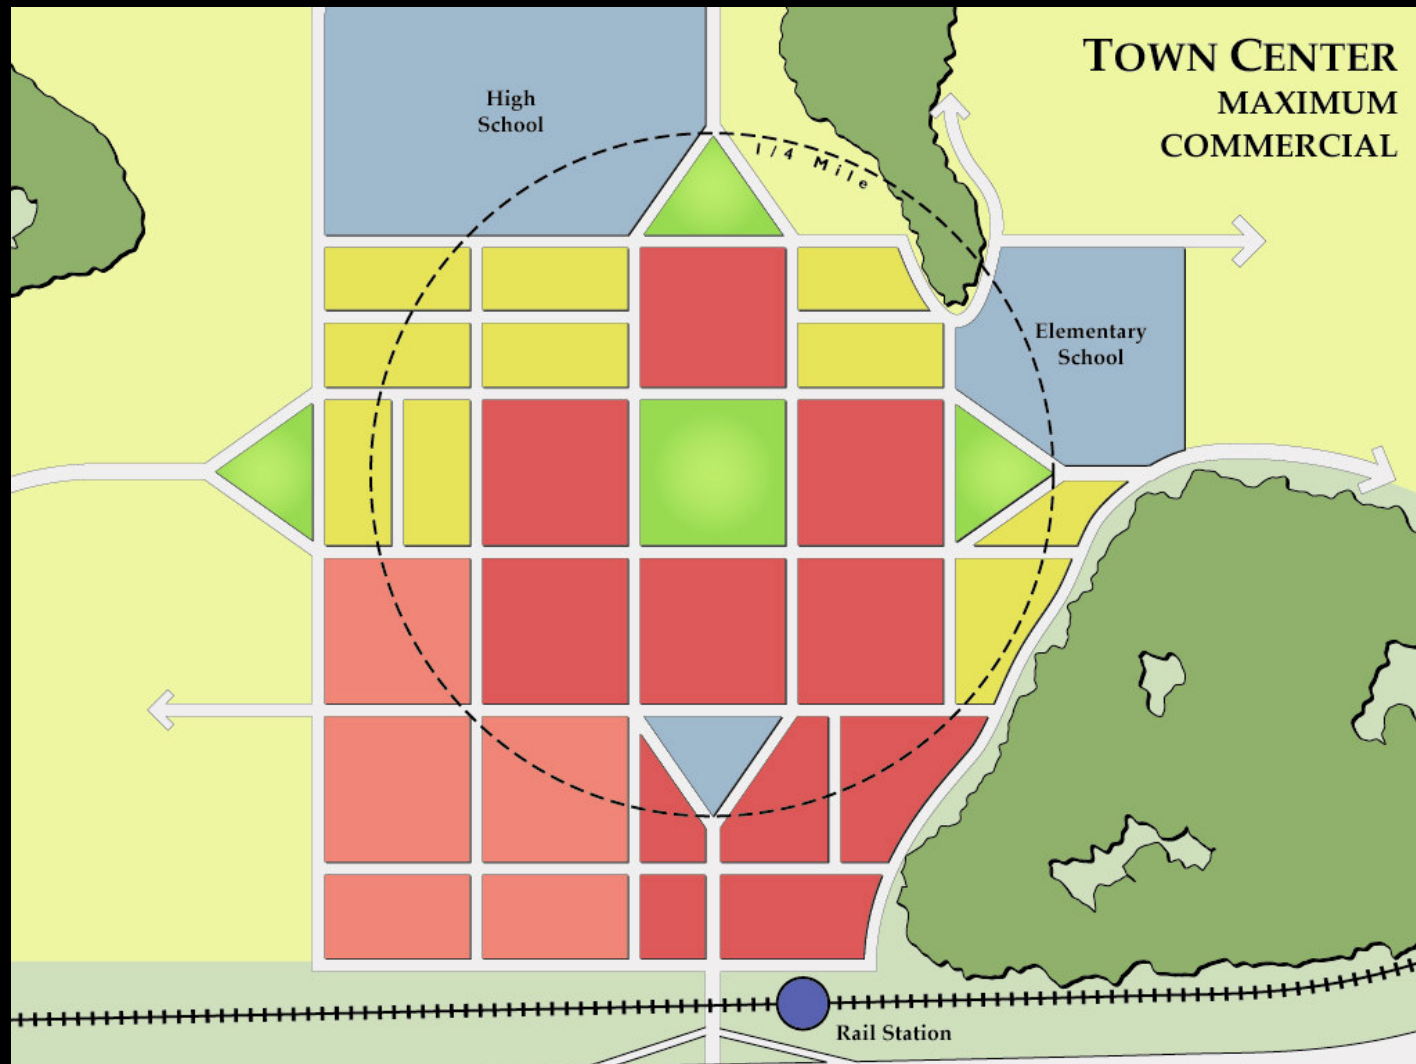 TOWN CENTER
MAXIMUM
COMMERCIAL
High
School
1/4 Mile
Elementary
School
Rail Station